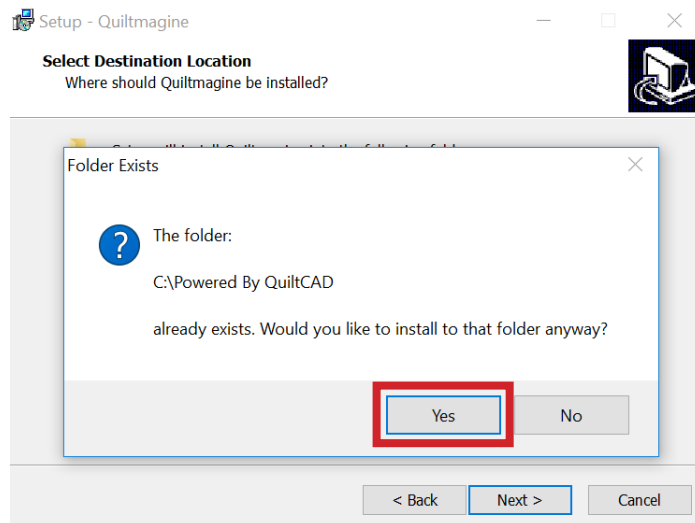 Setup - Quiltmagine
Select Destination Location
Where should Quiltmagine be installed?
Folder Exists
The folder:
C:\Powered By QuiltCAD
already exists. Would you like to install to that folder anyway?
Yes No
< Back Next > Cancel